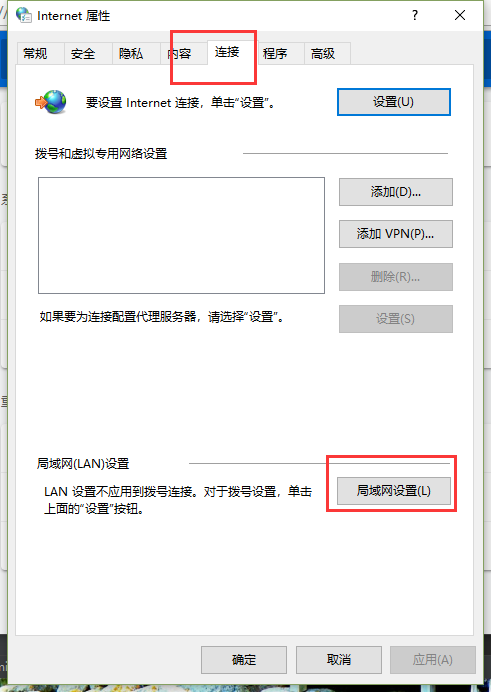 Internet 属性
常规 安全 隐私 内容 连接 程序 高级
要设置 Internet 连接，单击“设置”。
设置(U)
拨号和虚拟专用网络设置
添加(D)...
添加 VPN(P)...
删除(R)...
如果要为连接配置代理服务器，请选择“设置”。
设置(S)
局域网(LAN)设置
LAN 设置不应用到拨号连接。对于拨号设置，单击
上面的“设置”按钮。
局域网设置(L)
确定 取消 应用(A)